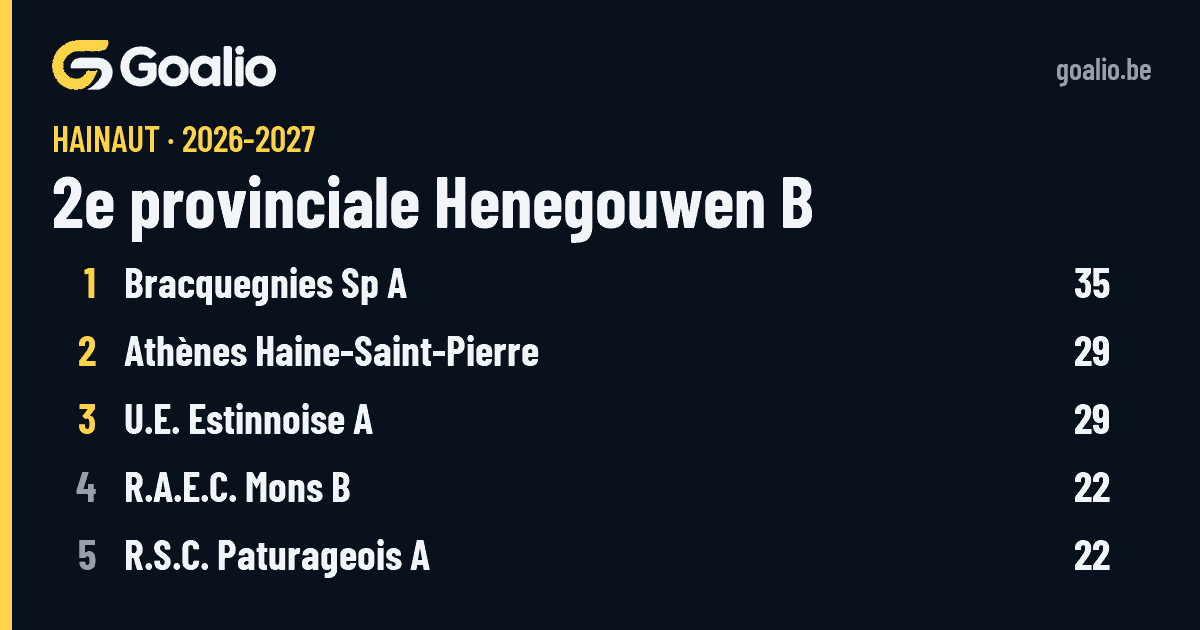 Goalio goalio.be
HAINAUT · 2026-2027
2e provinciale Henegouwen B
1 Bracquegnies Sp A 35
2 Athènes Haine-Saint-Pierre 29
3 U.E. Estinnoise A 29
4 R.A.E.C. Mons B 22
5 R.S.C. Paturageois A 22